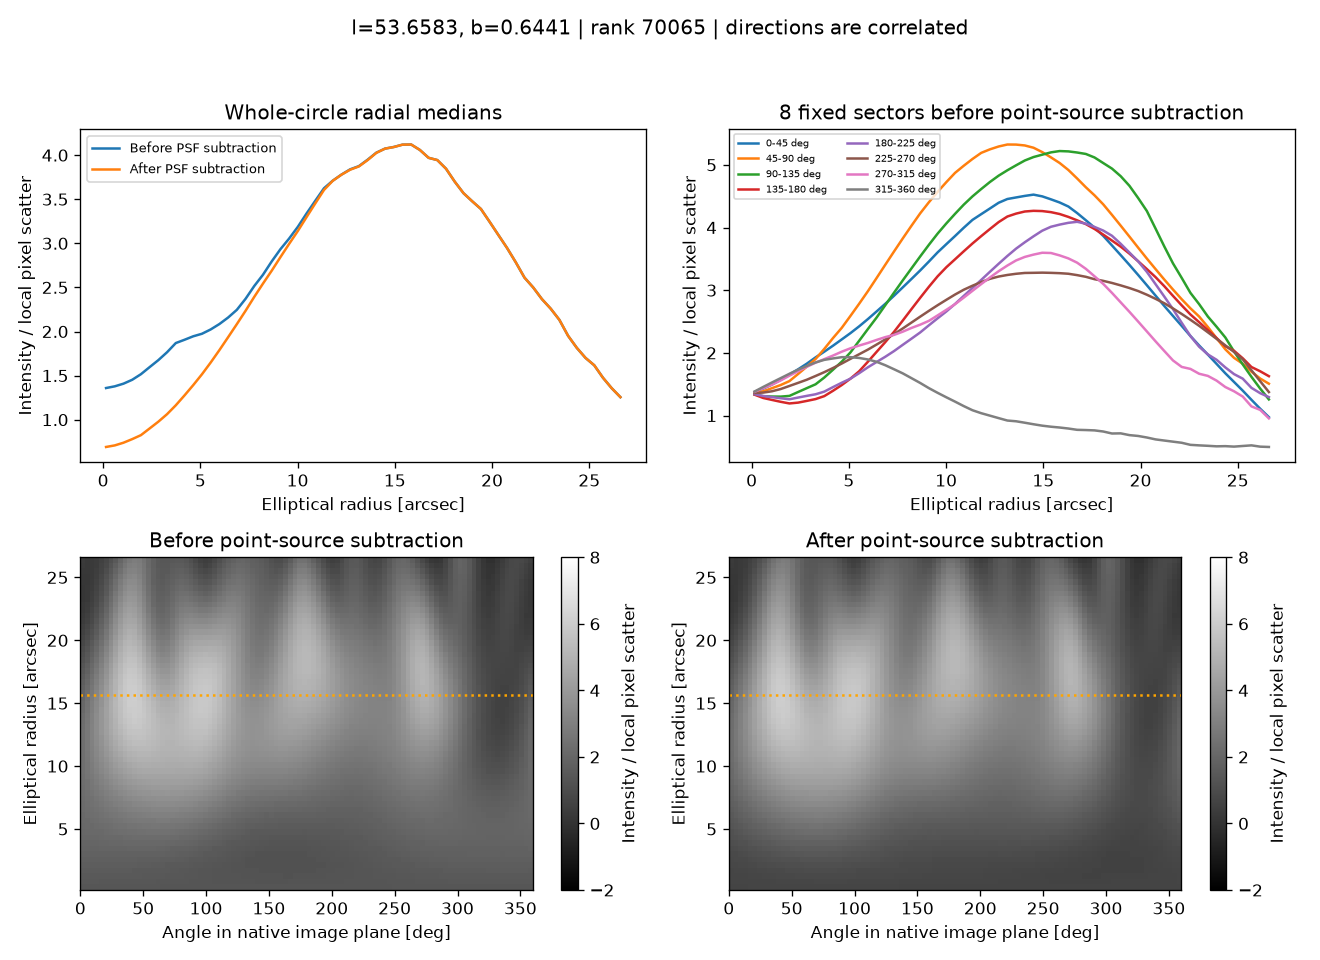 l=53.6583, b=0.6441 | rank 70065 | directions are correlated
Whole-circle radial medians
Before PSF subtraction
After PSF subtraction
Intensity / local pixel scatter
4.0
3.5
3.0
2.5
2.0
1.5
1.0
0 5 10 15 20 25
Elliptical radius [arcsec]
8 fixed sectors before point-source subtraction
0-45 deg
45-90 deg
90-135 deg
135-180 deg
180-225 deg
225-270 deg
270-315 deg
315-360 deg
Intensity / local pixel scatter
5
4
3
2
1
0 5 10 15 20 25
Elliptical radius [arcsec]
Before point-source subtraction
Elliptical radius [arcsec]
25
20
15
10
5
0 50 100 150 200 250 300 350
Angle in native image plane [deg]
8
6
4
2
0
−2
Intensity / local pixel scatter
After point-source subtraction
Elliptical radius [arcsec]
25
20
15
10
5
0 50 100 150 200 250 300 350
Angle in native image plane [deg]
8
6
4
2
0
−2
Intensity / local pixel scatter